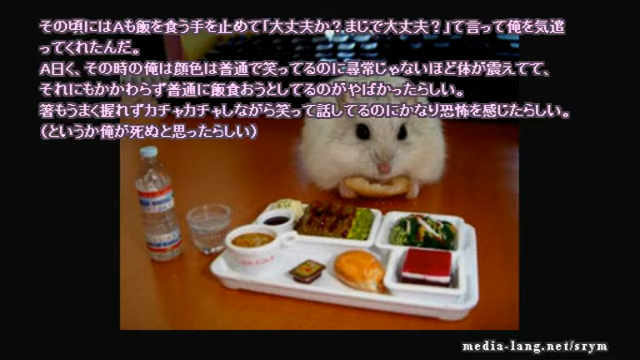 その頃にはAも飯を食う手を止めて｢大丈夫か？まじで大丈夫？｣て言って俺を気遣
ってくれたんだ。
A曰く、その時の俺は顔色は普通で笑ってるのに尋常じゃないほど体が震えてて、
それにもかかわらず普通に飯食おうとしてるのがやばかったらしい。
箸もうまく握れずカチャカチャしながら笑って話してるのにかなり恐怖を感じたらしい。
（というか俺が死ぬと思ったらしい）
media-lang.net/srym